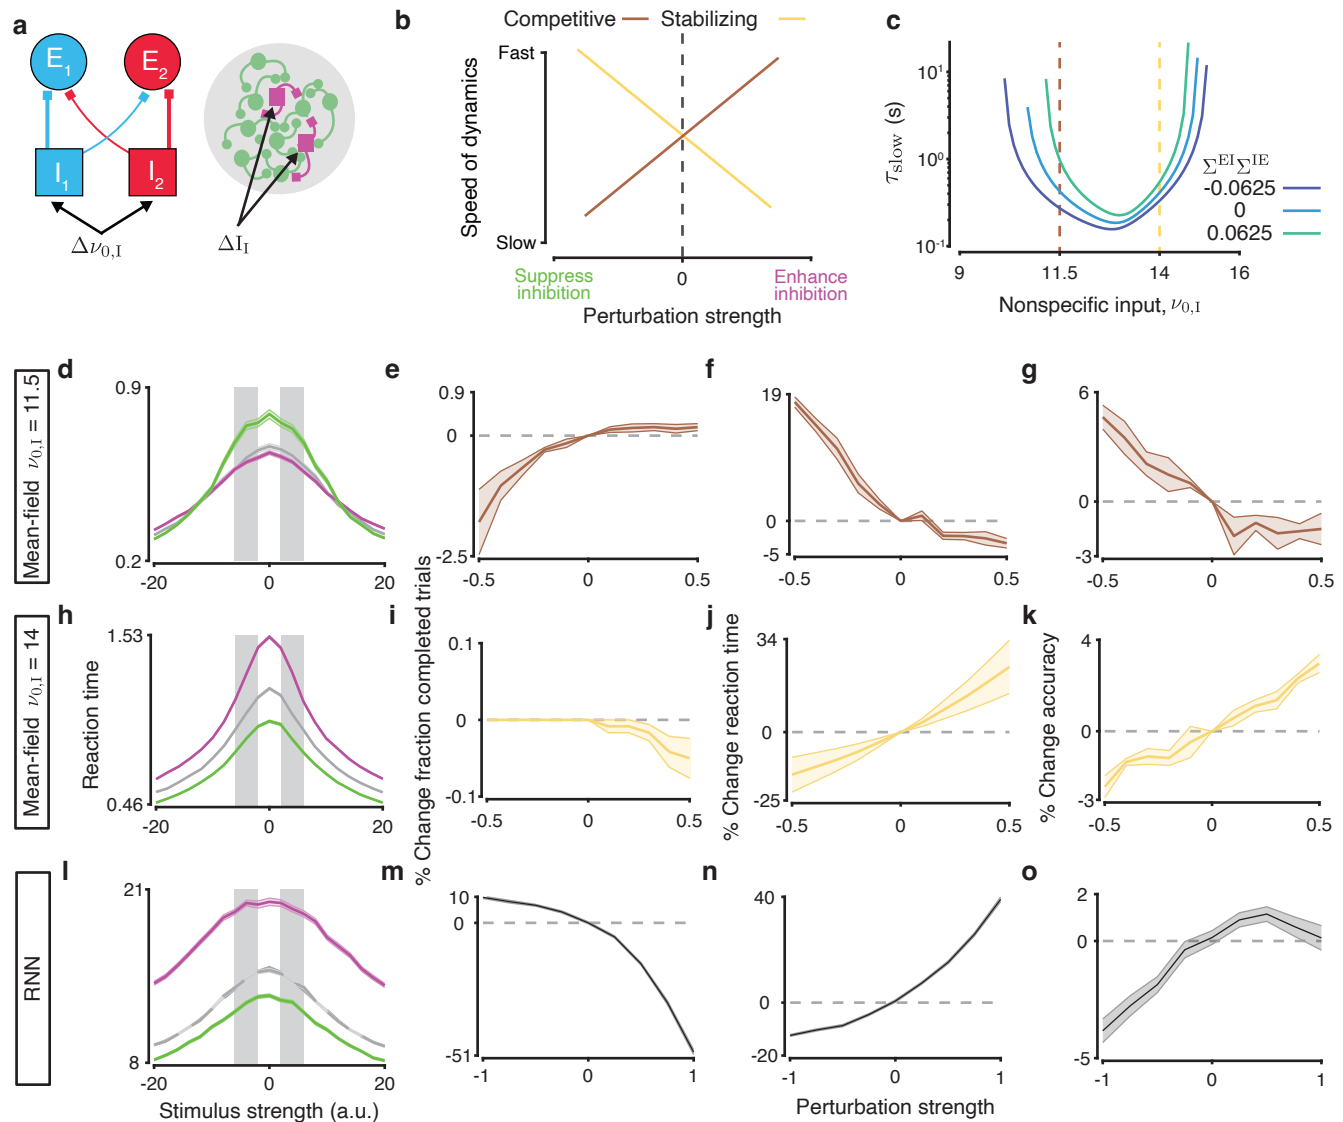 a
E1
E2
I1
I2
Δν0,I
ΔII
b
Competitive
Stabilizing
Fast
Speed of dynamics
Slow
Suppress
inhibition
0
Enhance
inhibition
Perturbation strength
c
τslow (s)
10^1
10^0
10^-1
9
11.5
14
16
Nonspecific input, ν0,I
Σ^EI Σ^IE
-0.0625
0
0.0625
Mean-field ν0,I = 11.5
d
0.9
0.2
-20
0
20
e
0.9
0
-2.5
-0.5
0
0.5
f
19
0
-5
-0.5
0
0.5
g
6
0
-3
-0.5
0
0.5
Mean-field ν0,I = 14
h
Reaction time
1.53
0.46
-20
0
20
i
% Change fraction completed trials
0.1
0
-0.1
-0.5
0
0.5
j
% Change reaction time
34
0
-25
-0.5
0
0.5
k
% Change accuracy
4
0
-3
-0.5
0
0.5
RNN
l
21
8
-20
0
20
Stimulus strength (a.u.)
m
10
0
-51
-1
0
1
n
40
0
-20
-1
0
1
Perturbation strength
o
2
0
-5
-1
0
1